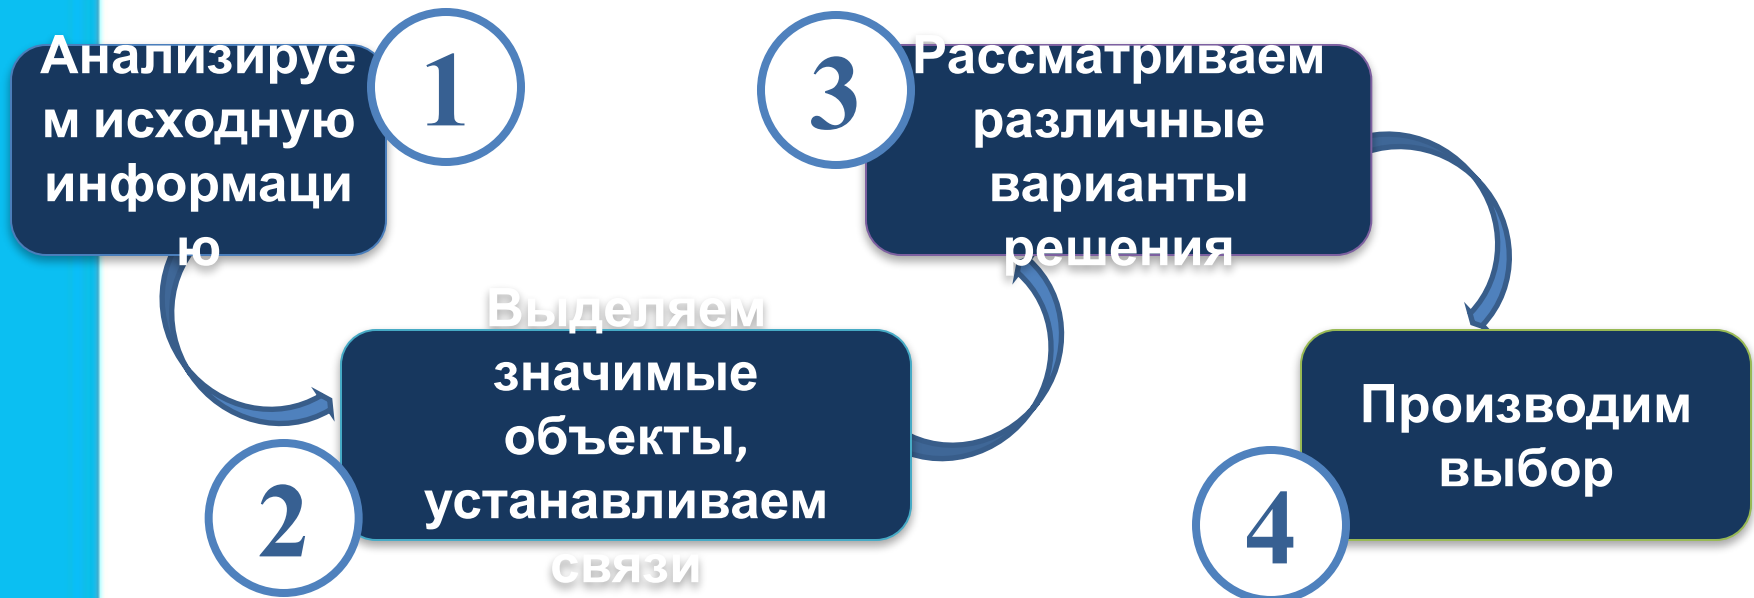 1
Анализируе
м исходную
информаци
ю
2
Выделяем
значимые
объекты,
устанавливаем
связи
3
Рассматриваем
различные
варианты
решения
4
Производим
выбор